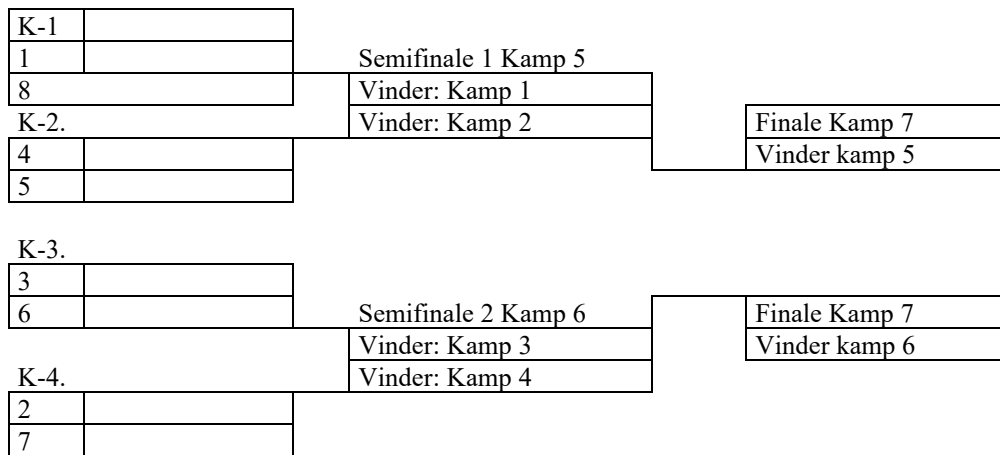 K-1
1
Semifinale 1 Kamp 5
8
Vinder: Kamp 1
K-2.
Vinder: Kamp 2
Finale Kamp 7
4
Vinder kamp 5
5
K-3.
3
6
Semifinale 2 Kamp 6
Finale Kamp 7
Vinder: Kamp 3
Vinder kamp 6
K-4.
Vinder: Kamp 4
2
7